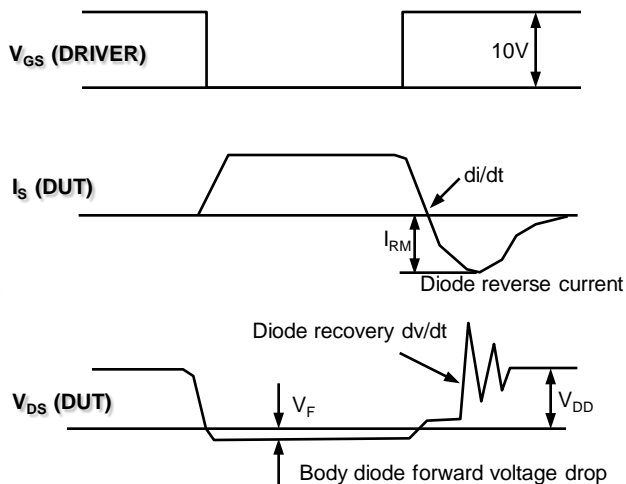 V_GS (DRIVER)
10V
I_S (DUT)
di/dt
I_RM
Diode reverse current
Diode recovery dv/dt
V_DS (DUT)
V_F
V_DD
Body diode forward voltage drop